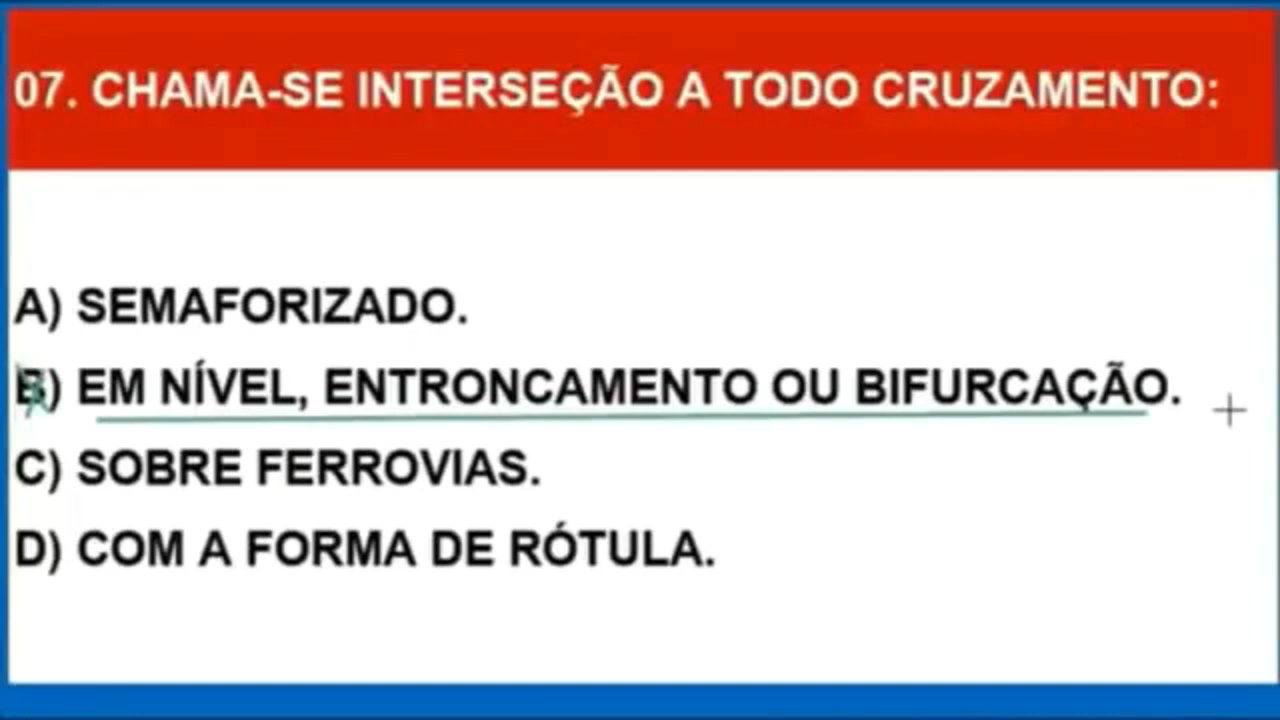 07. CHAMA-SE INTERSEÇÃO A TODO CRUZAMENTO:
A) SEMAFORIZADO.
B) EM NÍVEL, ENTRONCAMENTO OU BIFURCAÇÃO.
C) SOBRE FERROVIAS.
D) COM A FORMA DE RÓTULA.